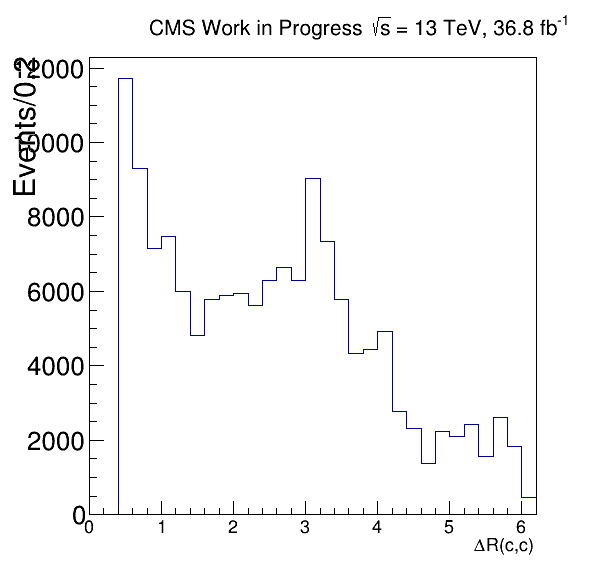 CMS Work in Progress √s = 13 TeV, 36.8 fb⁻¹
Events/0.2
12000
10000
8000
6000
4000
2000
0
0 1 2 3 4 5 6
ΔR(c,c)